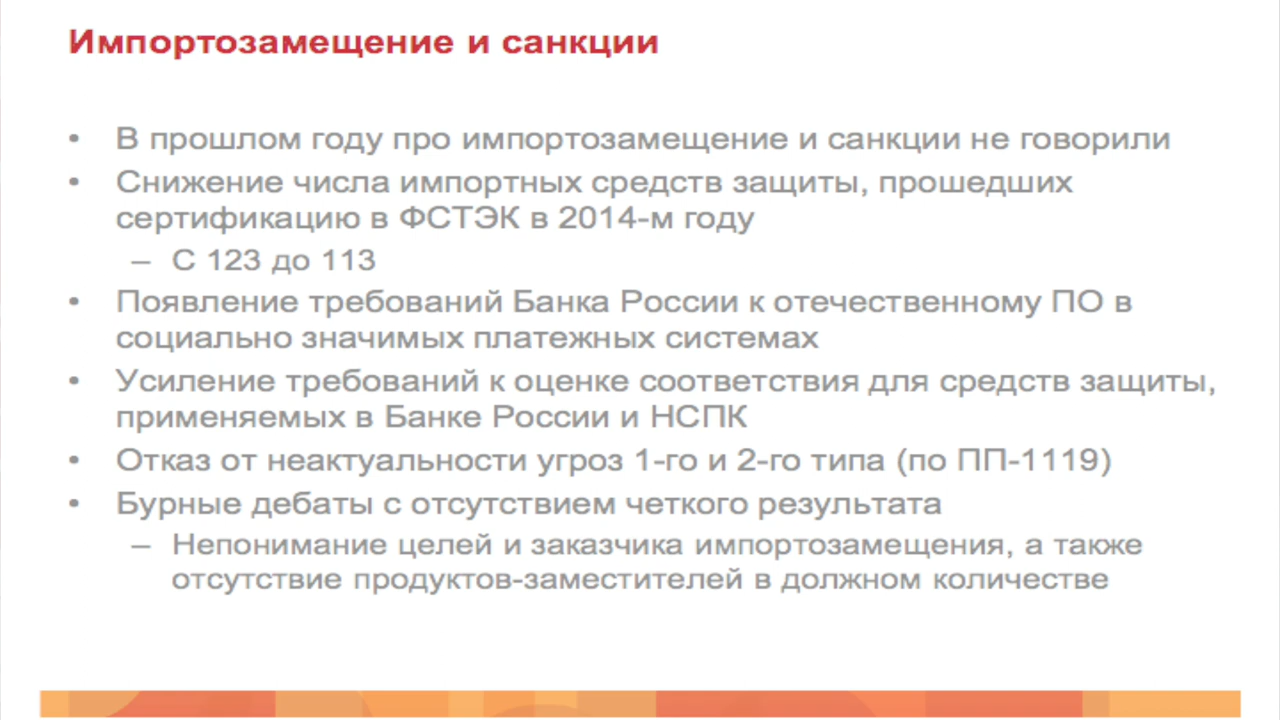 Импортозамещение и санкции
• В прошлом году про импортозамещение и санкции не говорили
• Снижение числа импортных средств защиты, прошедших
сертификацию в ФСТЭК в 2014-м году
– С 123 до 113
• Появление требований Банка России к отечественному ПО в
социально значимых платежных системах
• Усиление требований к оценке соответствия для средств защиты,
применяемых в Банке России и НСПК
• Отказ от неактуальности угроз 1-го и 2-го типа (по ПП-1119)
• Бурные дебаты с отсутствием четкого результата
– Непонимание целей и заказчика импортозамещения, а также
отсутствие продуктов-заместителей в должном количестве